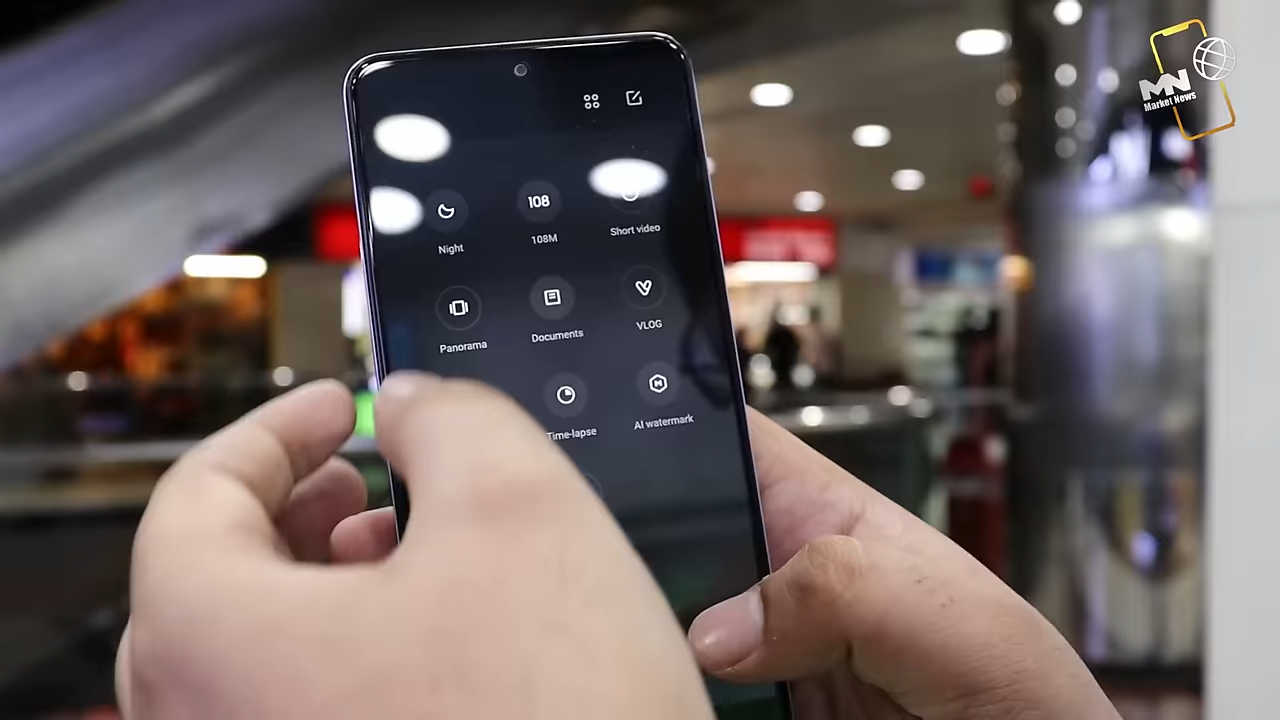 MN
Market News
Night
108
108M
Short video
Panorama
Documents
VLOG
Time-lapse
AI watermark